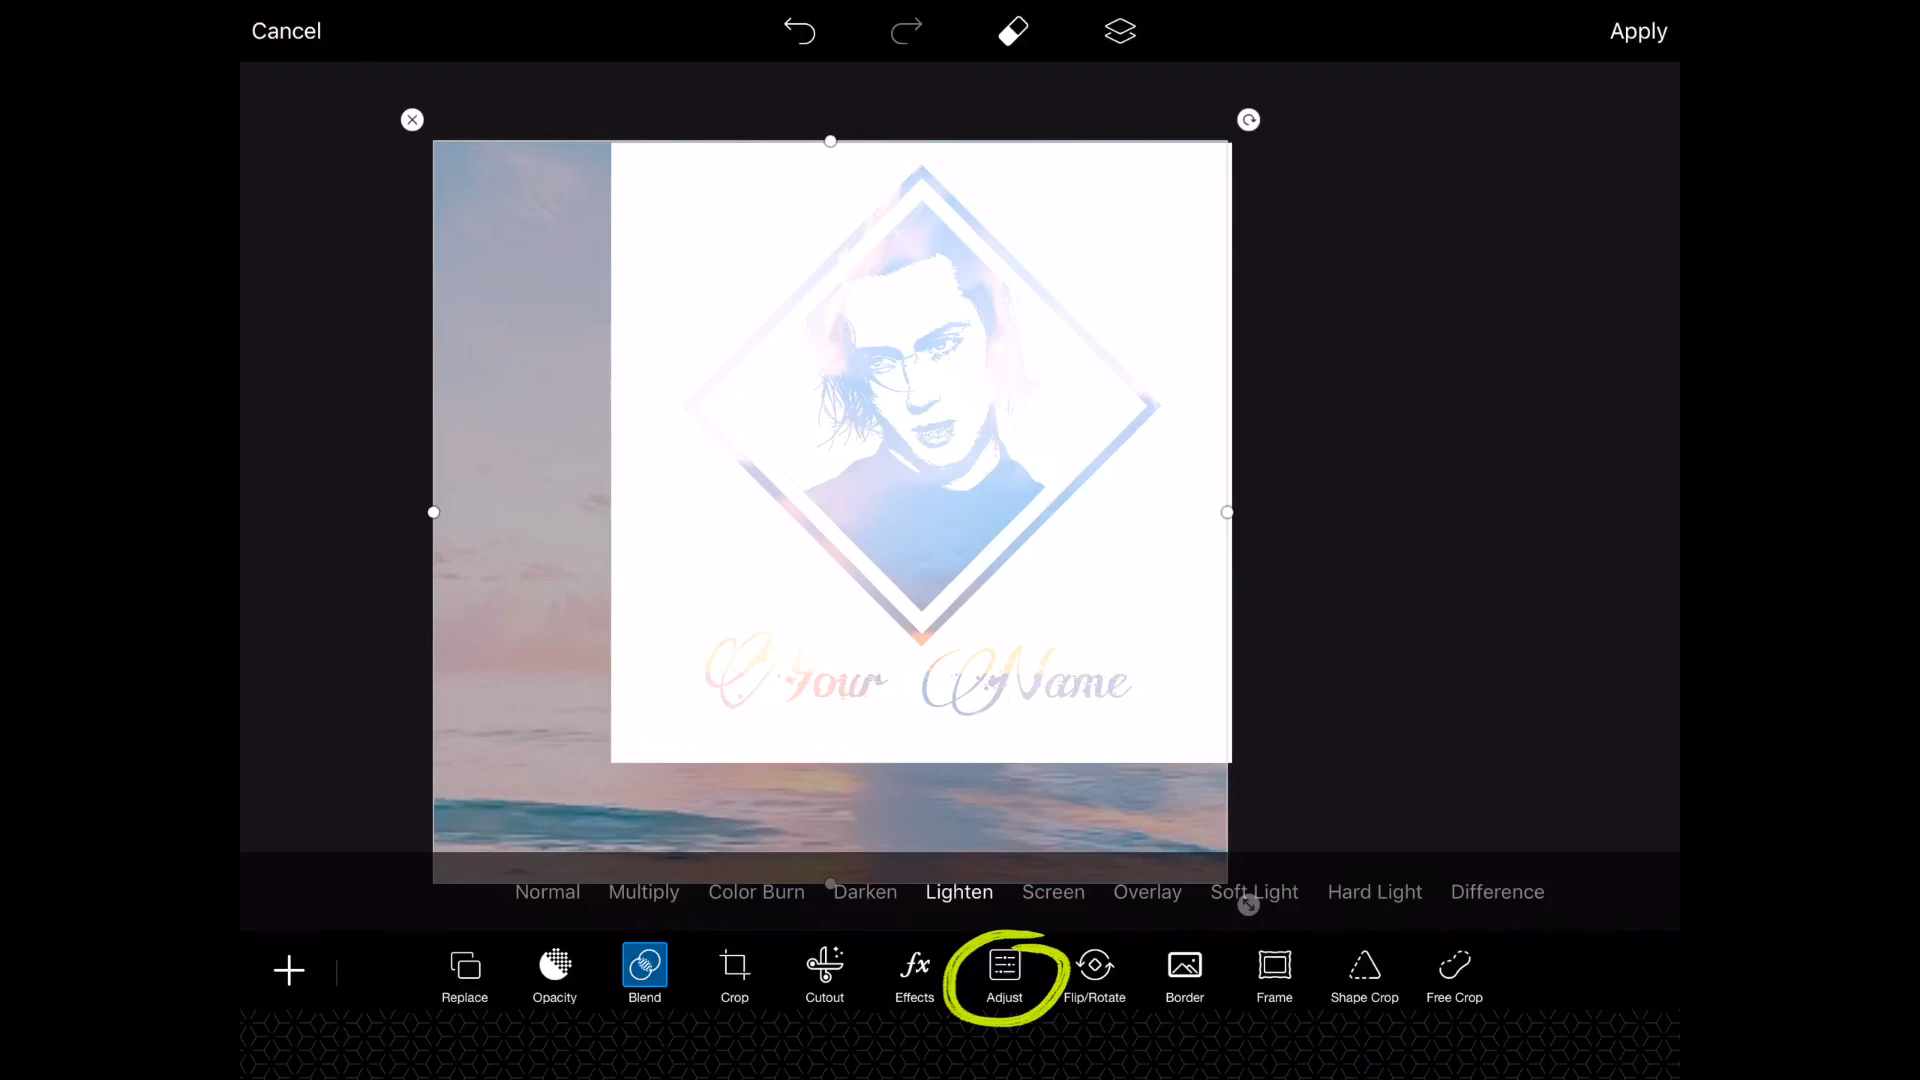 Cancel
Apply
Your Name
Normal Multiply Color Burn Darken Lighten Screen Overlay Soft Light Hard Light Difference
Replace Opacity Blend Crop Cutout Effects Adjust Flip/Rotate Border Frame Shape Crop Free Crop